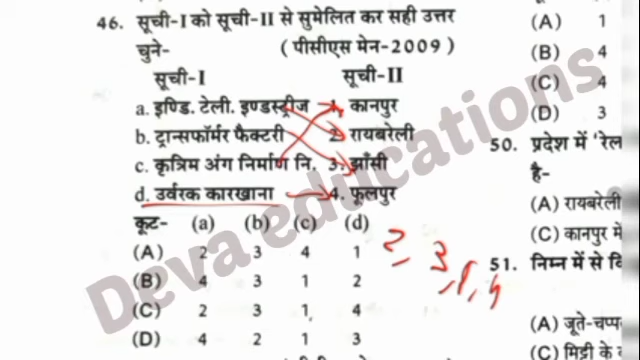 46. सूची-I को सूची-II से सुमेलित कर सही उत्तर
चुने- (पीसीएस मेन-2009)
सूची-I सूची-II
a. इण्डि. टेली. इण्डस्ट्रीज 1. कानपुर
b. ट्रान्सफॉर्मर फैक्टरी 2. रायबरेली
c. कृत्रिम अंग निर्माण नि. 3. झाँसी
d. उर्वरक कारखाना 4. फूलपुर
कूट- (a) (b) (c) (d)
(A) 2 3 4 1
(B) 4 3 1 2
(C) 2 3 1 4
(D) 4 2 1 3
2, 3, 1, 4
(A) 1
(B) 4
(C) 4
(D) 3
50. प्रदेश में 'रेल
है-
(A) रायबरेली
(C) कानपुर में
51. निम्न में से
(A) जूते-चप्प
(C) मिट्टी के
Deva educations